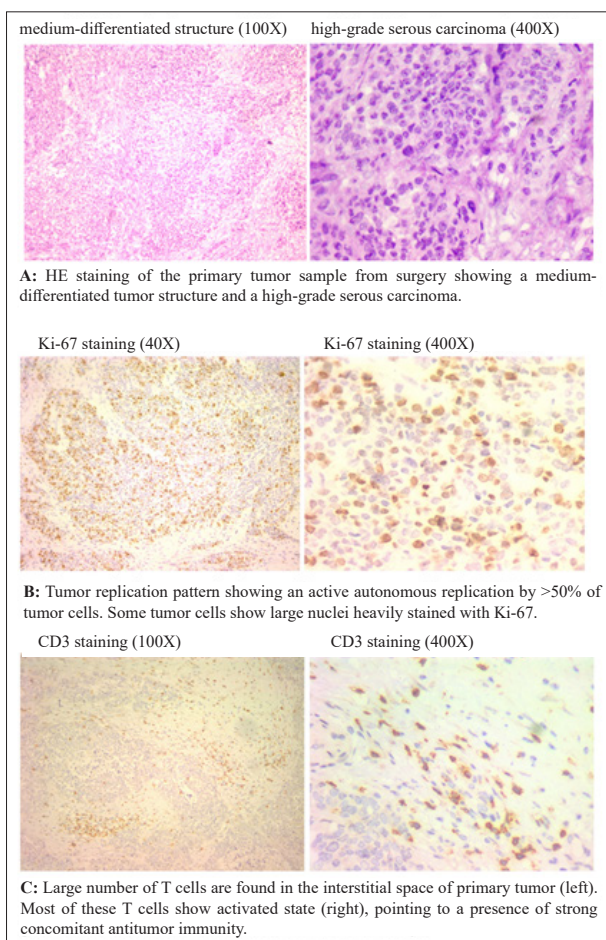 medium-differentiated structure (100X) high-grade serous carcinoma (400X)
A: HE staining of the primary tumor sample from surgery showing a medium-
differentiated tumor structure and a high-grade serous carcinoma.
Ki-67 staining (40X) Ki-67 staining (400X)
B: Tumor replication pattern showing an active autonomous replication by >50% of
tumor cells. Some tumor cells show large nuclei heavily stained with Ki-67.
CD3 staining (100X) CD3 staining (400X)
C: Large number of T cells are found in the interstitial space of primary tumor (left).
Most of these T cells show activated state (right), pointing to a presence of strong
concomitant antitumor immunity.